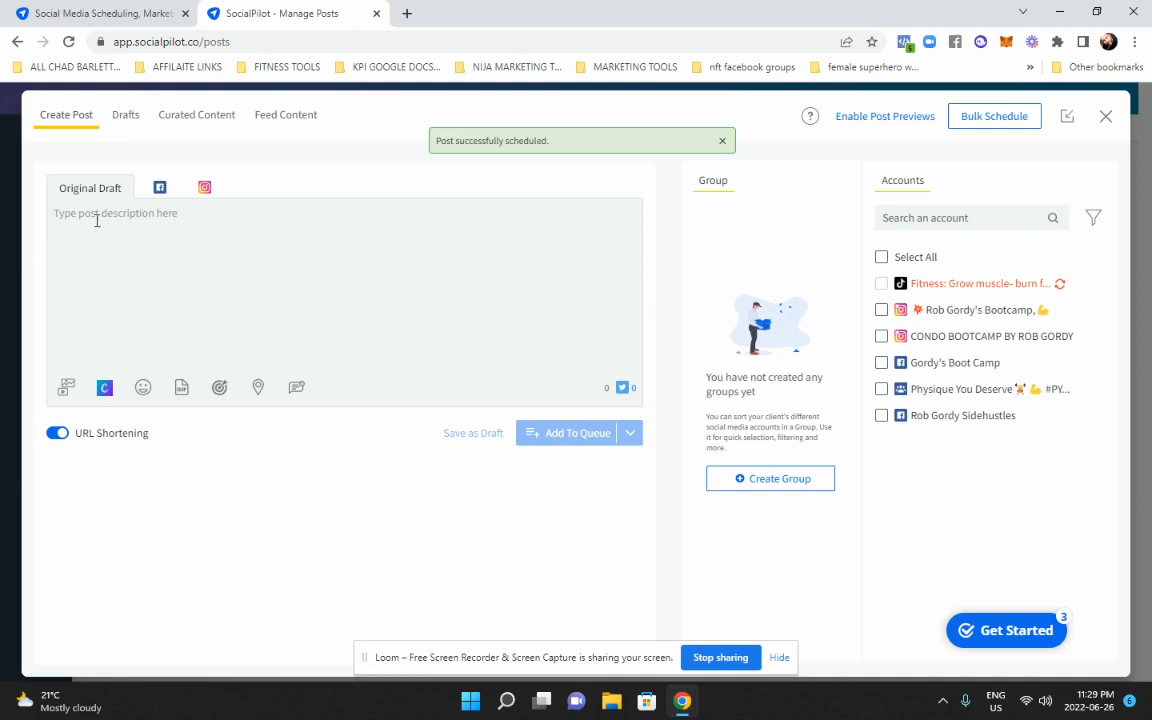 Social Media Scheduling, Market
SocialPilot - Manage Posts
app.socialpilot.co/posts
5
ALL CHAD BARLETT...
AFFILAITE LINKS
FITNESS TOOLS
KPI GOOGLE DOCS...
NIJA MARKETING T...
MARKETING TOOLS
nft facebook groups
female superhero w...
»
Other bookmarks
Create Post
Drafts
Curated Content
Feed Content
?
Enable Post Previews
Bulk Schedule
Post successfully scheduled.
Original Draft
Type post description here
C
GIF
0
0
URL Shortening
Save as Draft
Add To Queue
Group
You have not created any
groups yet
You can sort your client's different
social media accounts in a Group. Use
it for quick selection, filtering and
more.
Create Group
Accounts
Search an account
Select All
Fitness: Grow muscle- burn f...
💥 Rob Gordy's Bootcamp,💪
CONDO BOOTCAMP BY ROB GORDY
Gordy's Boot Camp
Physique You Deserve🏋 💪 #PY...
Rob Gordy Sidehustles
3
Get Started
Loom – Free Screen Recorder & Screen Capture is sharing your screen.
Stop sharing
Hide
21°C
Mostly cloudy
ENG
US
11:29 PM
2022-06-26
6